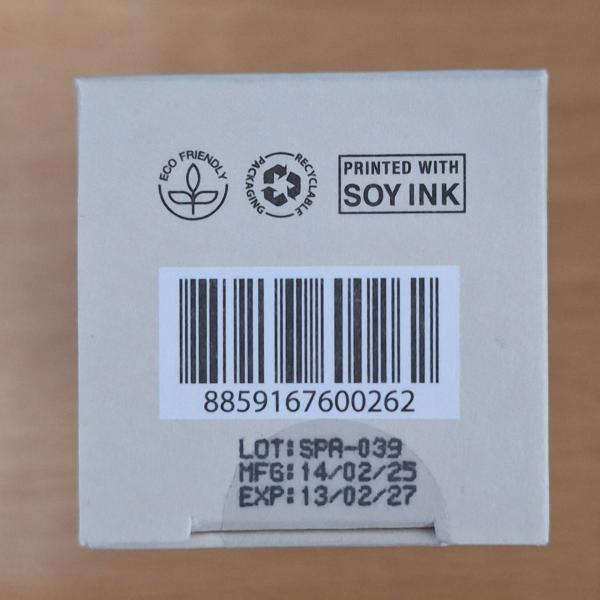 ECO FRIENDLY
RECYCLABLE
PACKAGING
PRINTED WITH
SOY INK
8859167600262
LOT:SPA-039
MFG:14/02/25
EXP:13/02/27